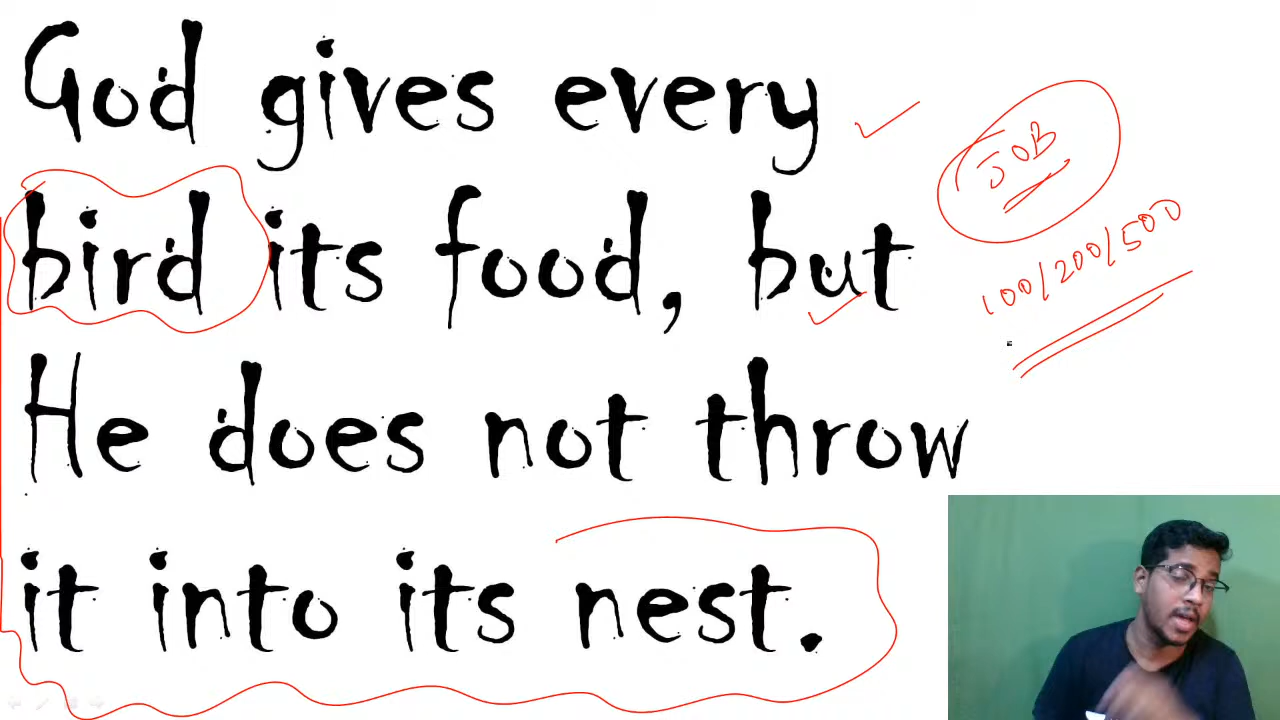 God gives every
bird its food, but
He does not throw
it into its nest.
JOB
100/200/500